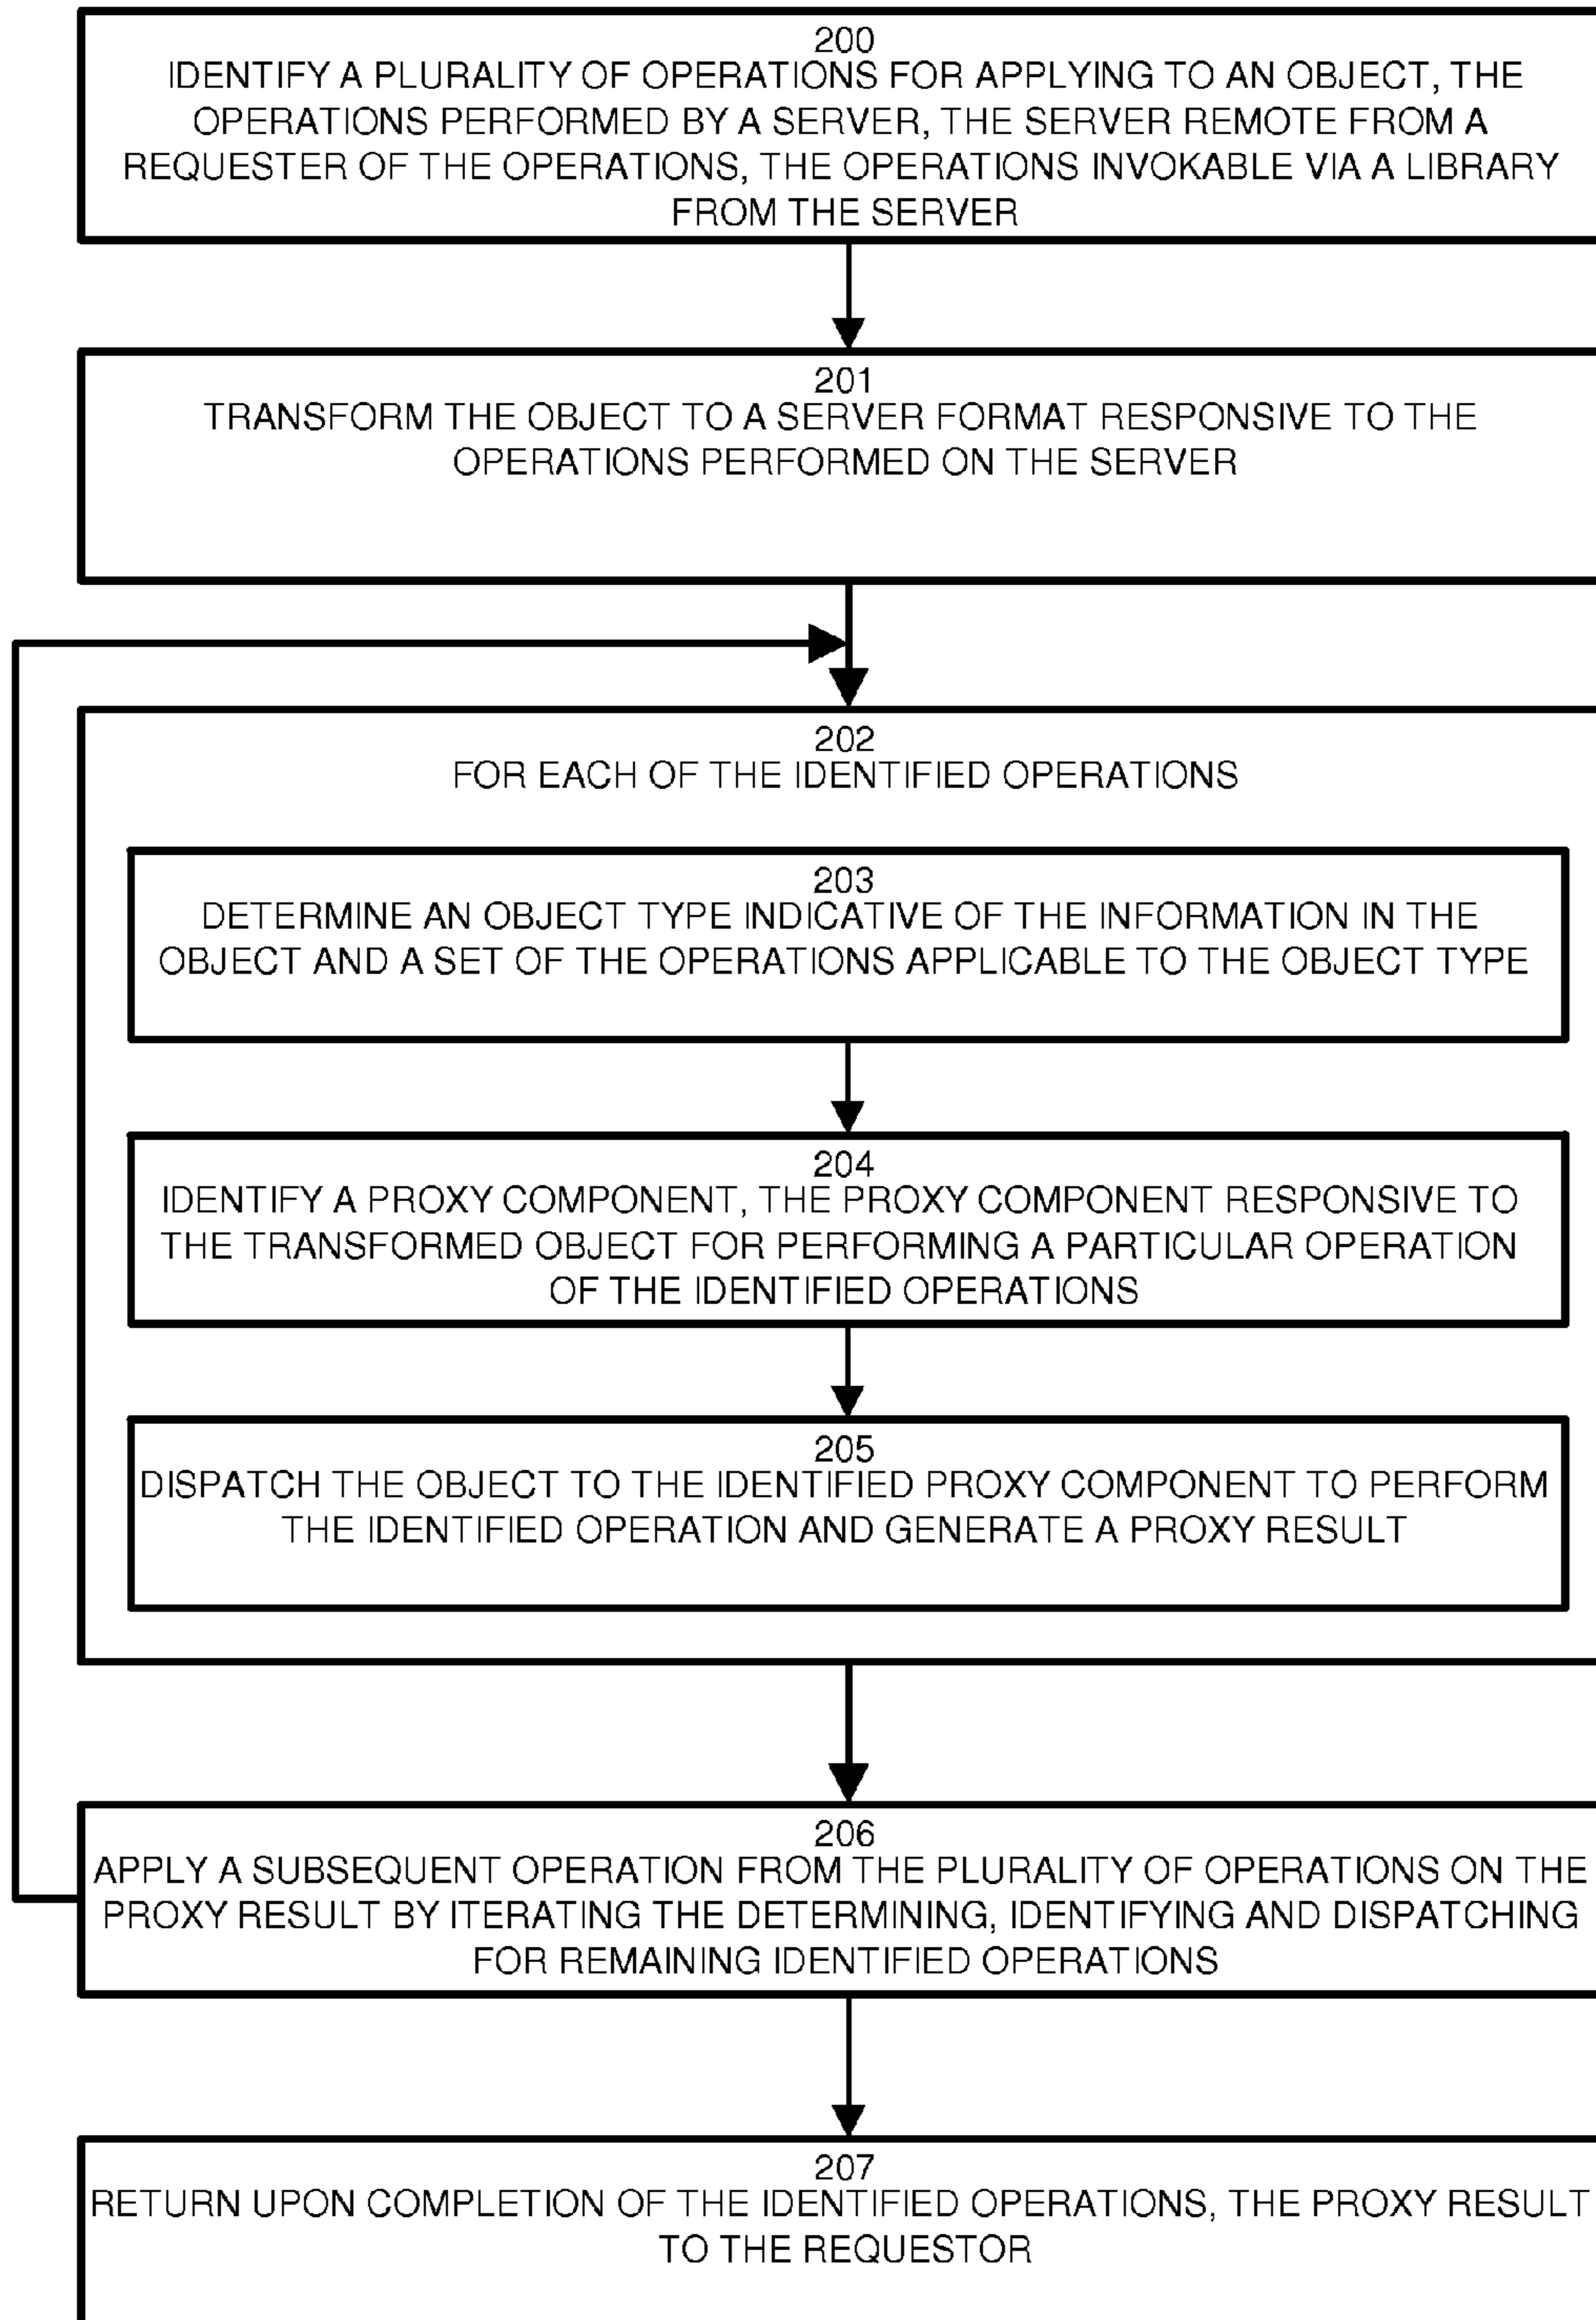 200
IDENTIFY A PLURALITY OF OPERATIONS FOR APPLYING TO AN OBJECT, THE
OPERATIONS PERFORMED BY A SERVER, THE SERVER REMOTE FROM A
REQUESTER OF THE OPERATIONS, THE OPERATIONS INVOKABLE VIA A LIBRARY
FROM THE SERVER
201
TRANSFORM THE OBJECT TO A SERVER FORMAT RESPONSIVE TO THE
OPERATIONS PERFORMED ON THE SERVER
202
FOR EACH OF THE IDENTIFIED OPERATIONS
203
DETERMINE AN OBJECT TYPE INDICATIVE OF THE INFORMATION IN THE
OBJECT AND A SET OF THE OPERATIONS APPLICABLE TO THE OBJECT TYPE
204
IDENTIFY A PROXY COMPONENT, THE PROXY COMPONENT RESPONSIVE TO
THE TRANSFORMED OBJECT FOR PERFORMING A PARTICULAR OPERATION
OF THE IDENTIFIED OPERATIONS
205
DISPATCH THE OBJECT TO THE IDENTIFIED PROXY COMPONENT TO PERFORM
THE IDENTIFIED OPERATION AND GENERATE A PROXY RESULT
206
APPLY A SUBSEQUENT OPERATION FROM THE PLURALITY OF OPERATIONS ON THE
PROXY RESULT BY ITERATING THE DETERMINING, IDENTIFYING AND DISPATCHING
FOR REMAINING IDENTIFIED OPERATIONS
207
RETURN UPON COMPLETION OF THE IDENTIFIED OPERATIONS, THE PROXY RESULT
TO THE REQUESTOR